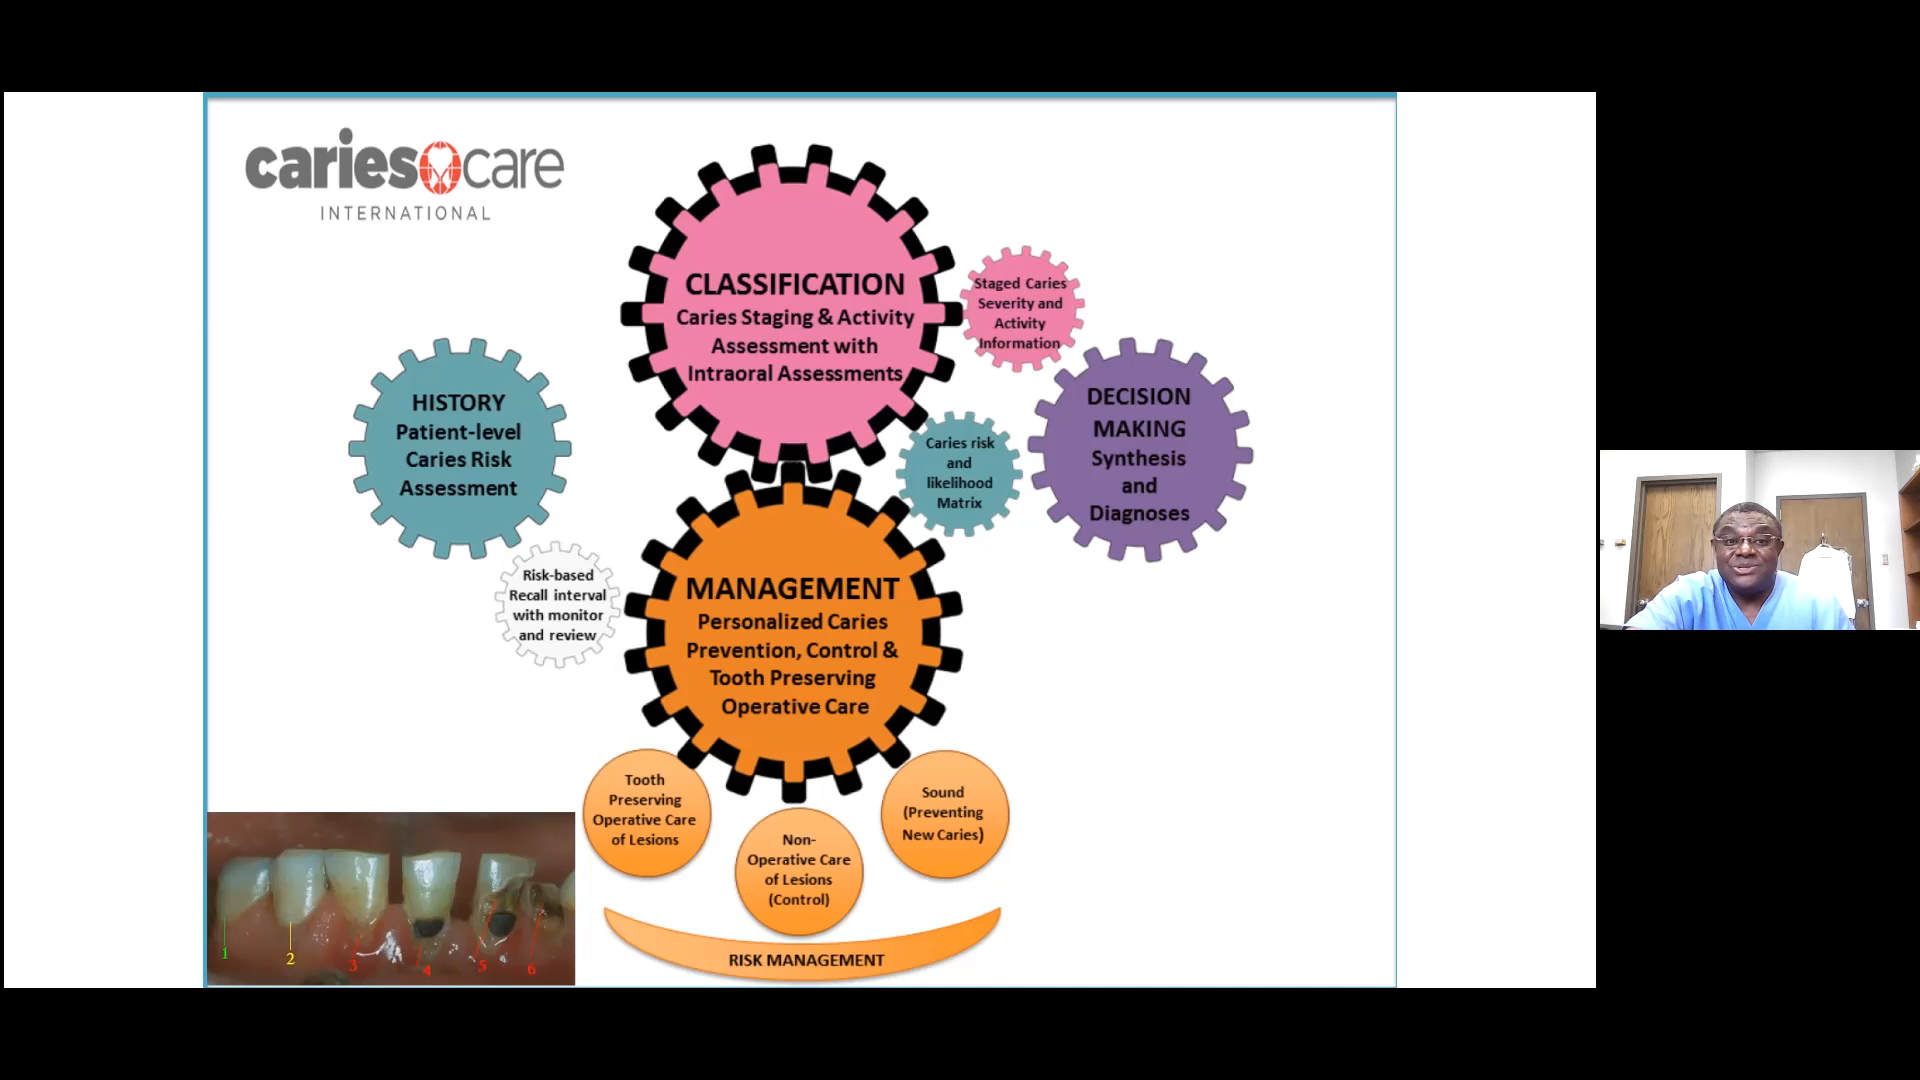 caries care
INTERNATIONAL
CLASSIFICATION
Caries Staging & Activity
Assessment with
Intraoral Assessments
Staged Caries
Severity and
Activity
Information
HISTORY
Patient-level
Caries Risk
Assessment
DECISION
MAKING
Synthesis
and
Diagnoses
Caries risk
and
likelihood
Matrix
Risk-based
Recall interval
with monitor
and review
MANAGEMENT
Personalized Caries
Prevention, Control &
Tooth Preserving
Operative Care
Tooth
Preserving
Operative Care
of Lesions
Non-
Operative Care
of Lesions
(Control)
Sound
(Preventing
New Caries)
RISK MANAGEMENT
1 2 3 4 5 6